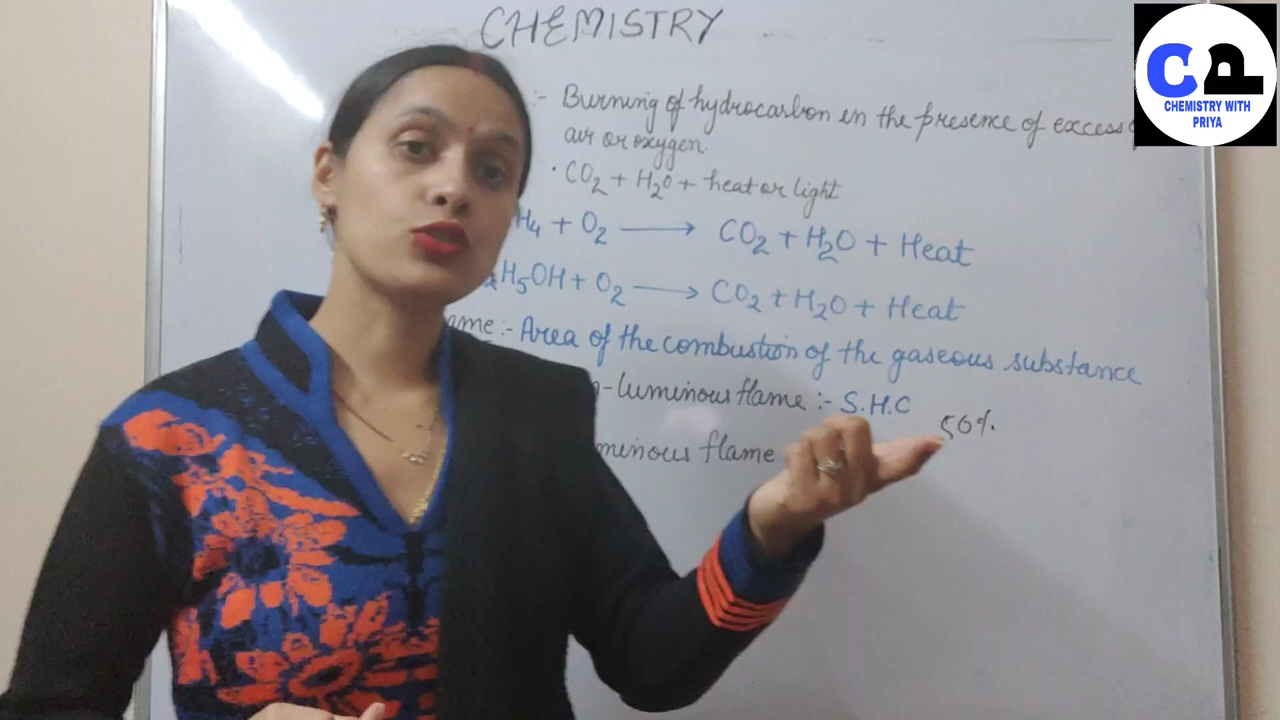 CHEMISTRY
CP
CHEMISTRY WITH
PRIYA
:- Burning of hydrocarbon in the presence of excess
air or oxygen.
· CO₂ + H₂O + heat or light
H₄ + O₂ → CO₂ + H₂O + Heat
H₅OH + O₂ → CO₂ + H₂O + Heat
ame :- Area of the combustion of the gaseous substance
n-luminous flame :- S.H.C
50%.
minous flame